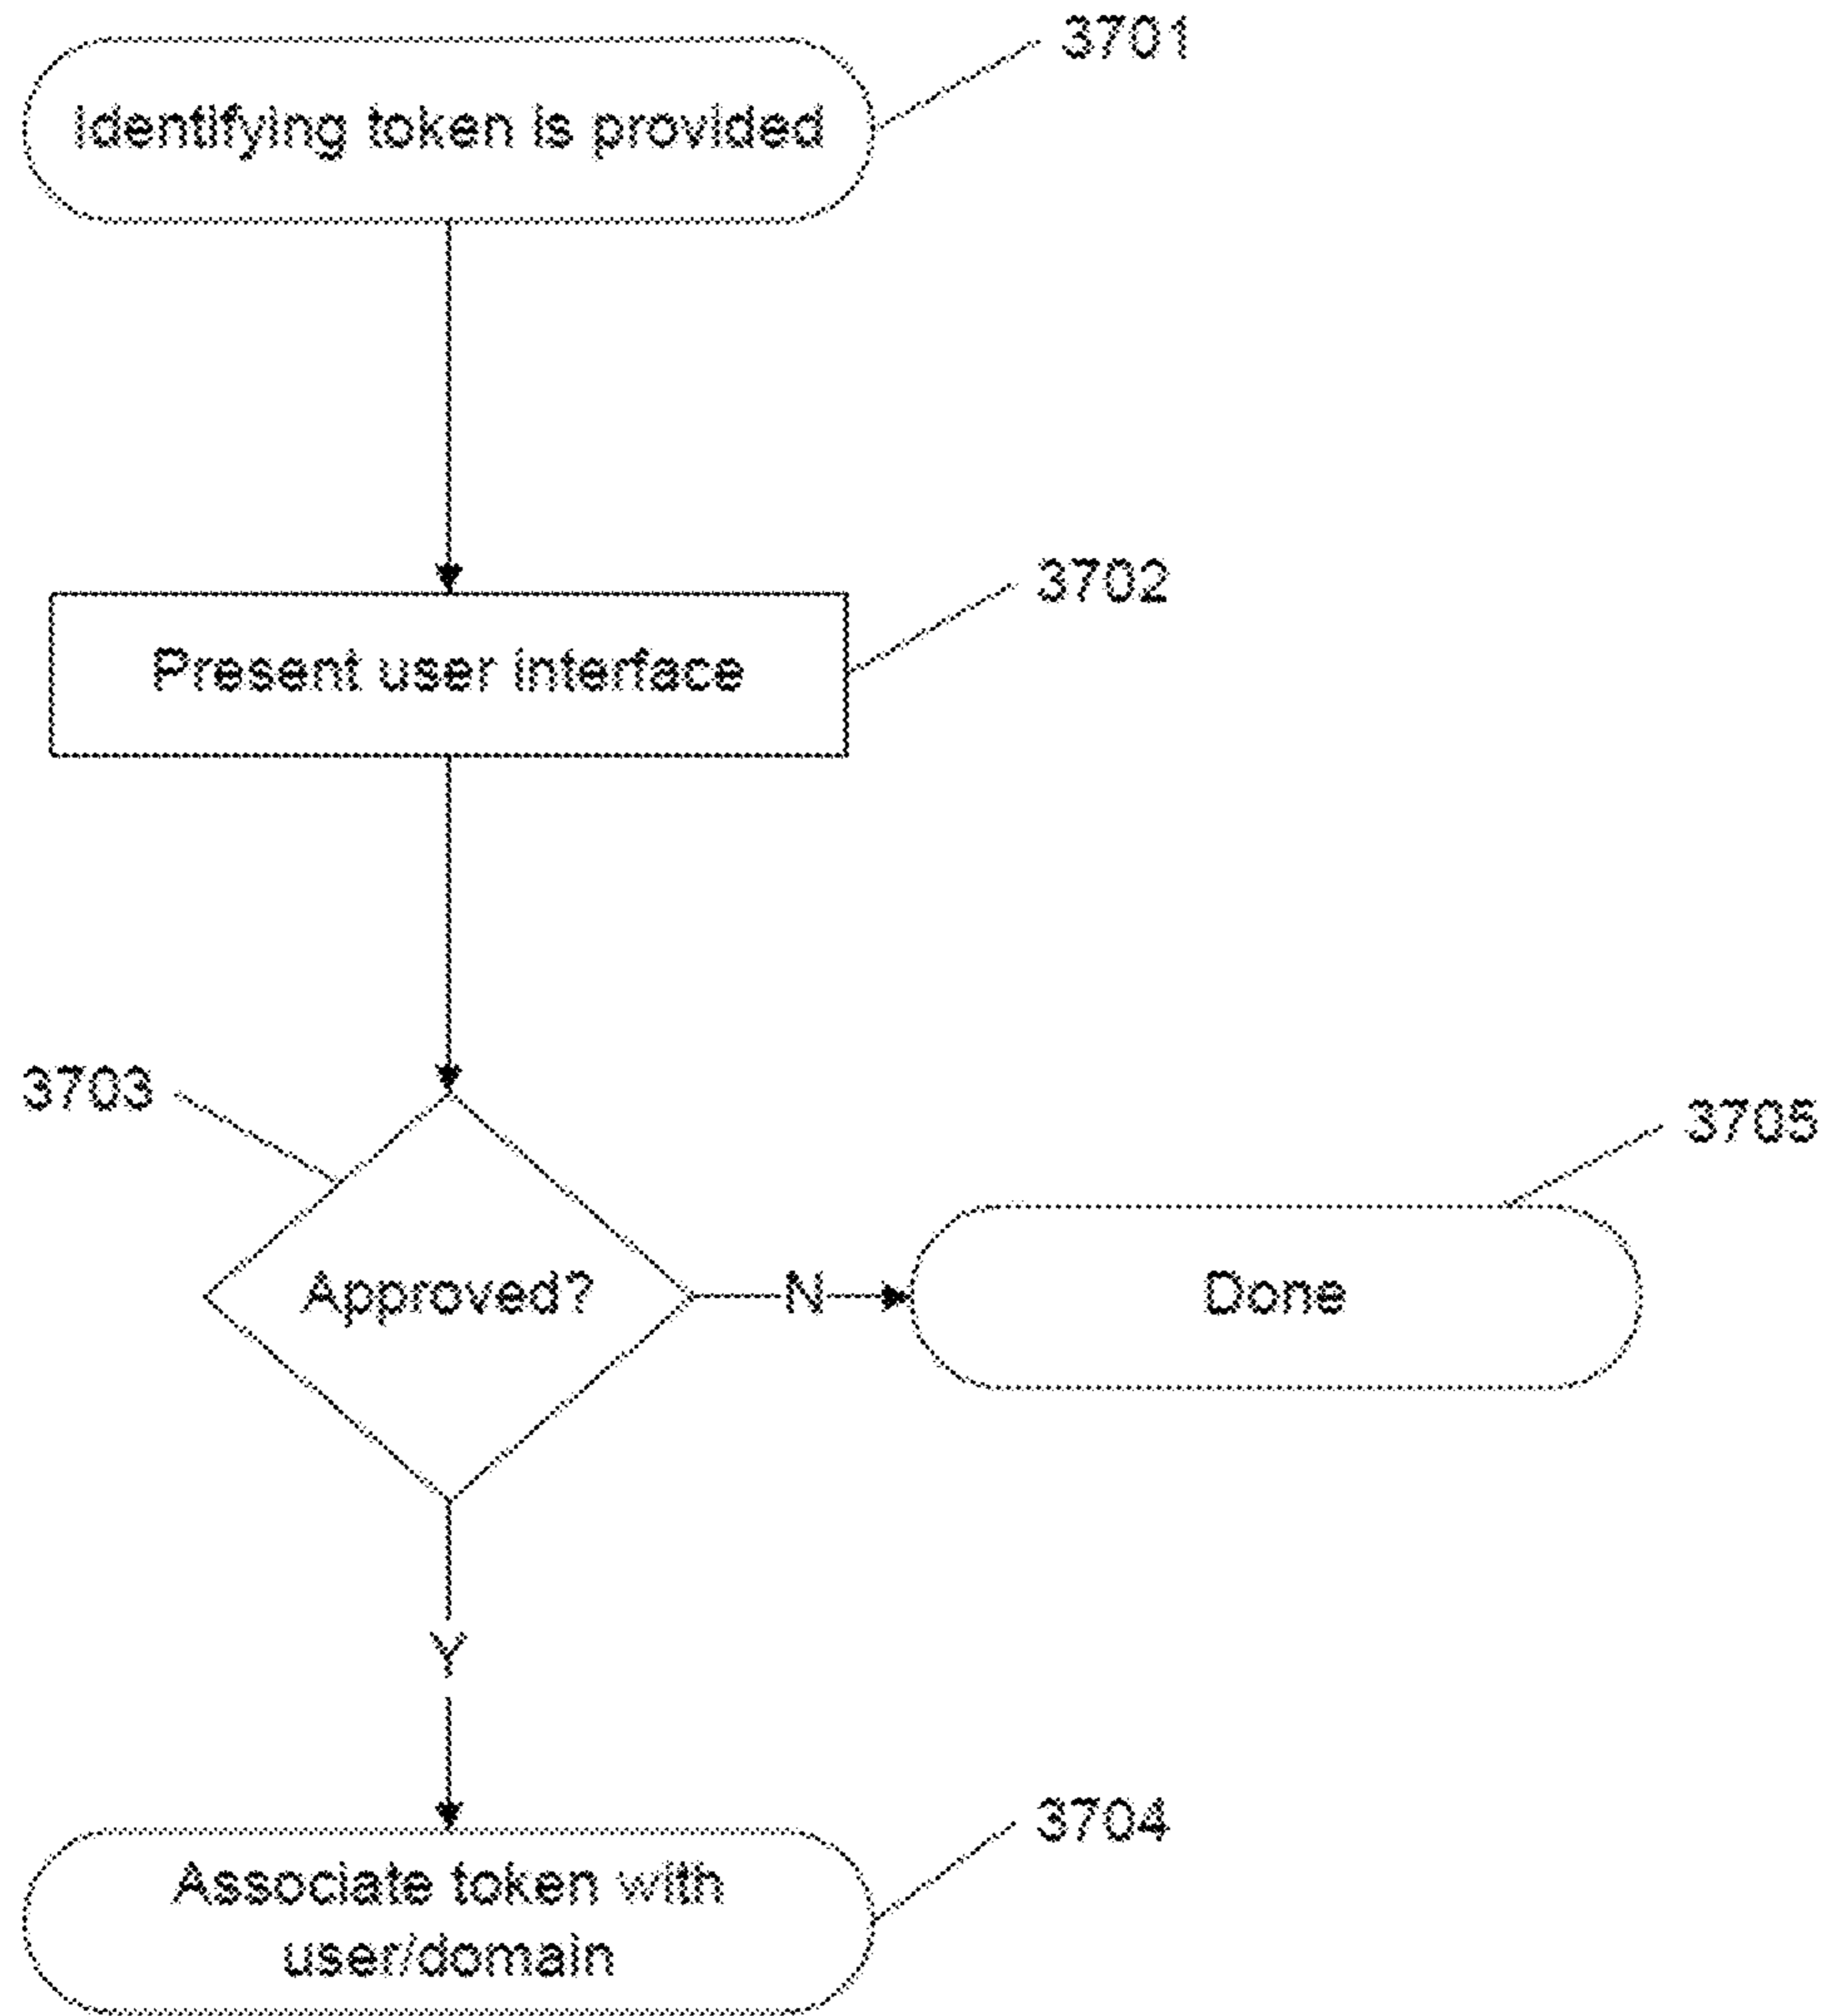 3701
Identifying token is provided
3702
Present user interface
3703
3705
Approved?
N
Done
Y
3704
Associate token with
user/domain